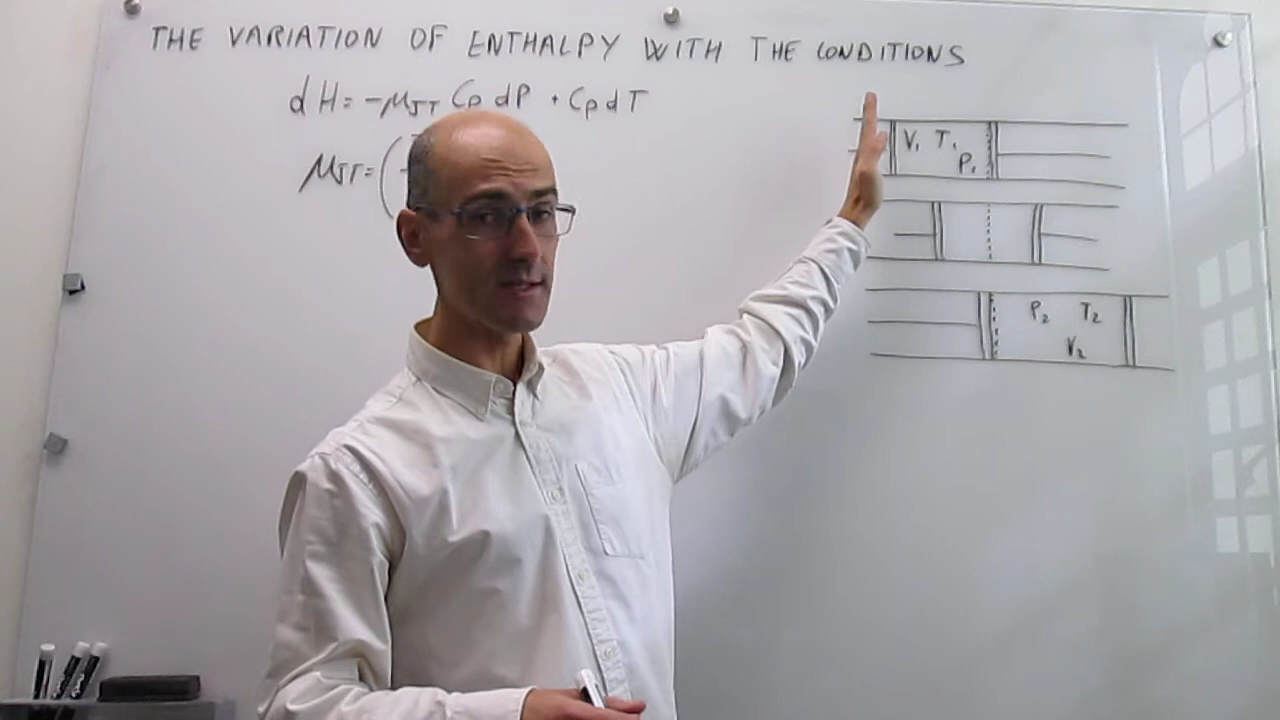 THE VARIATION OF ENTHALPY WITH THE CONDITIONS
dH = -μJT Cp dP + Cp dT
μJT = (
V1 T1
P1
P2 T2
V2